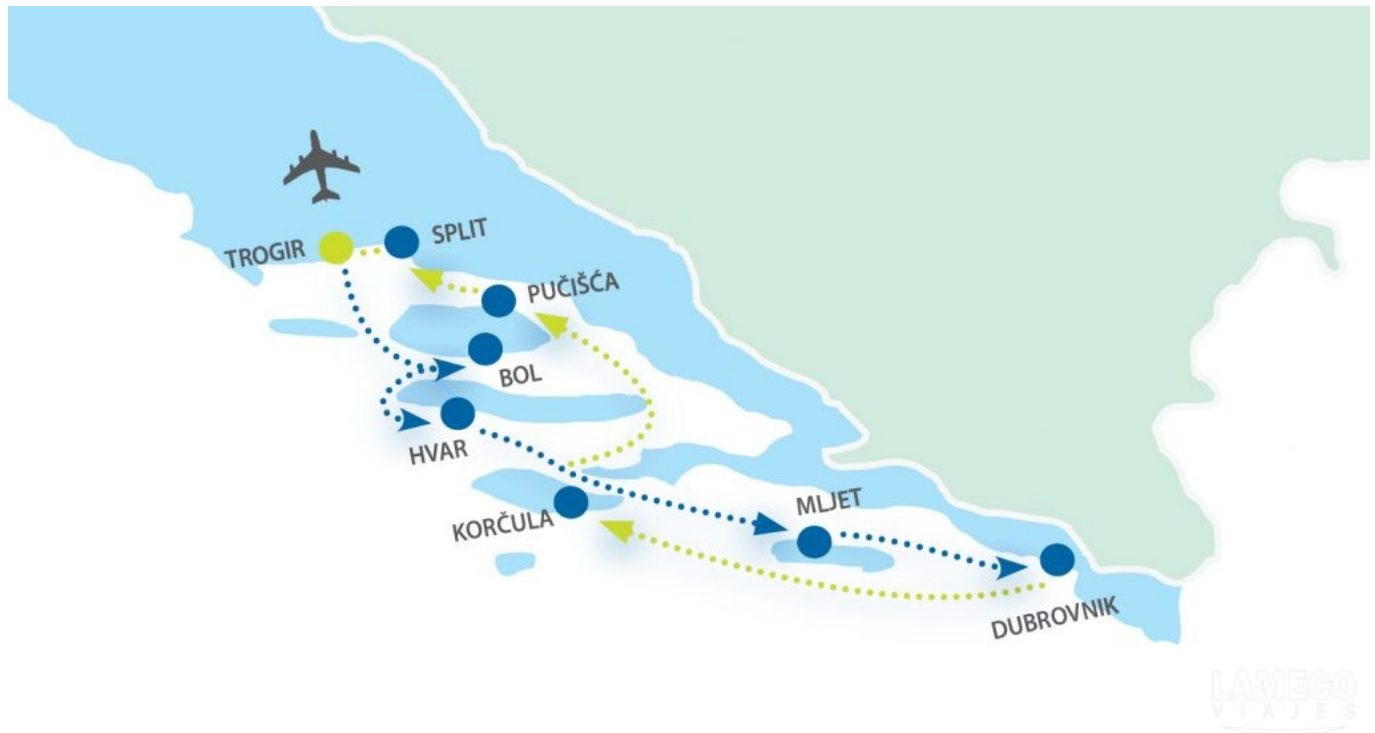 SPLIT
TROGIR
PUČIŠĆA
BOL
HVAR
MLJET
KORČULA
DUBROVNIK
LAMECO
VIAJES